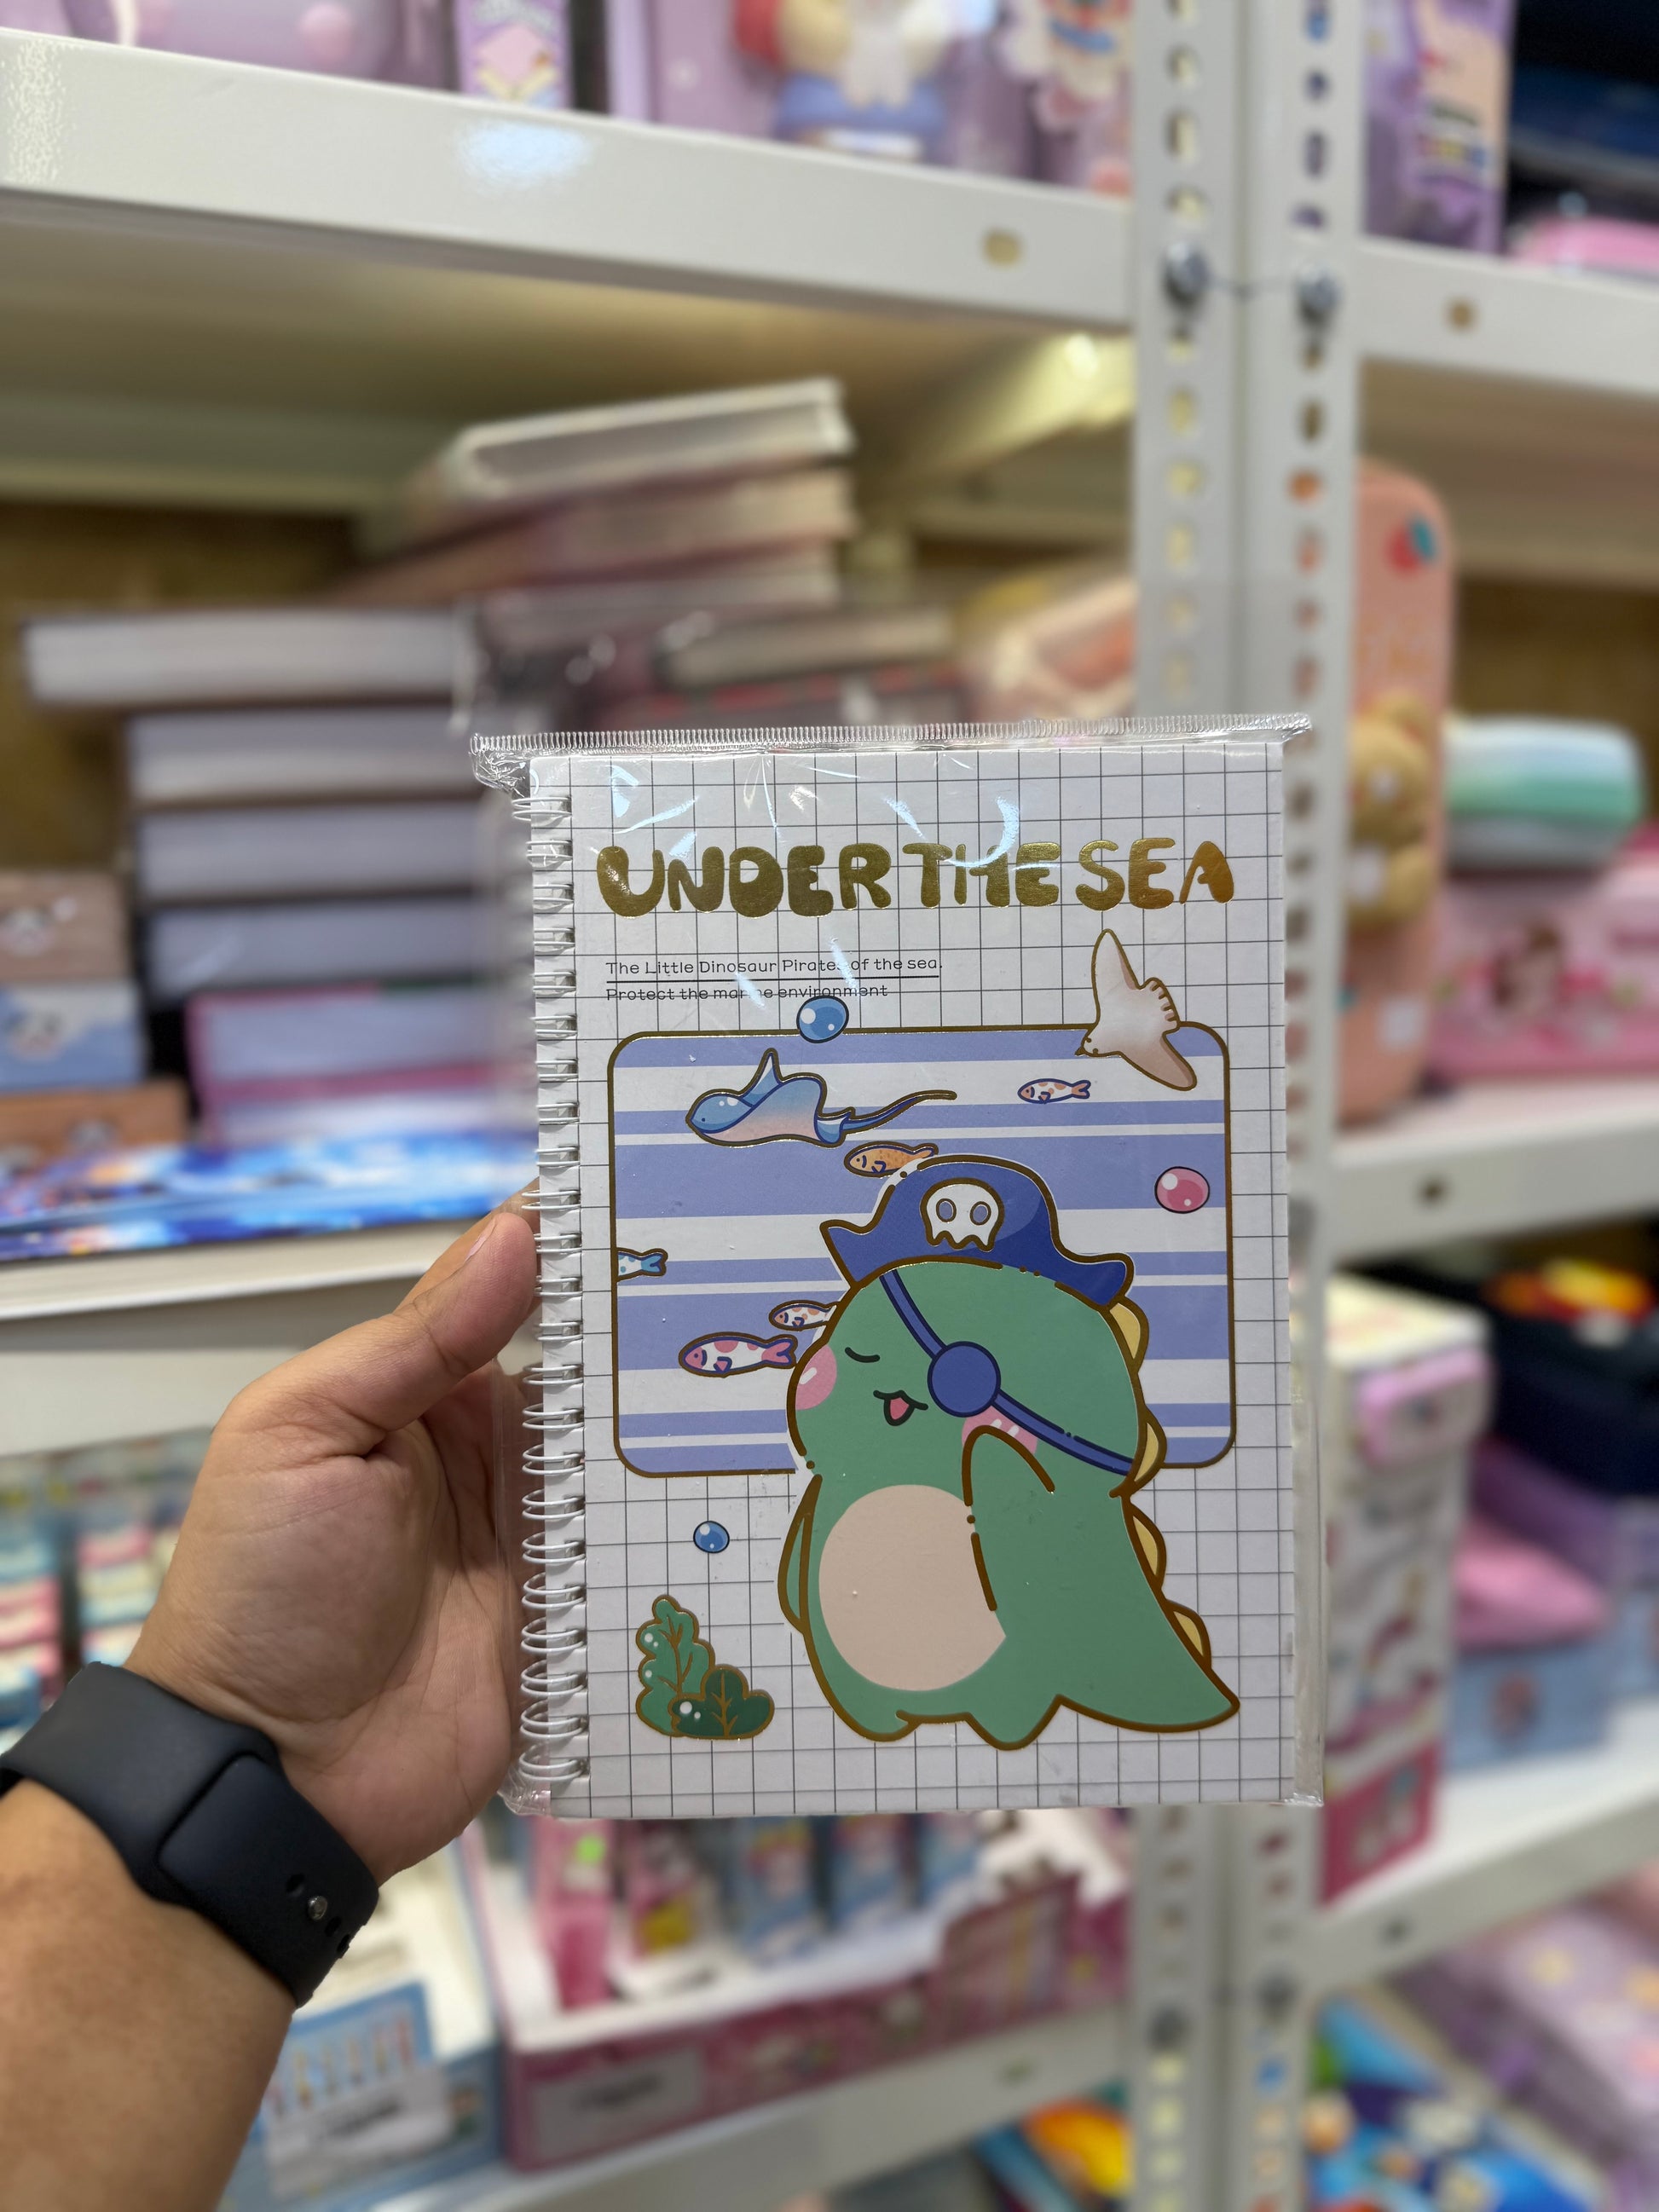 UNDER THE SEA
The Little Dinosaur Pirates of the sea.
Protect the marine environment